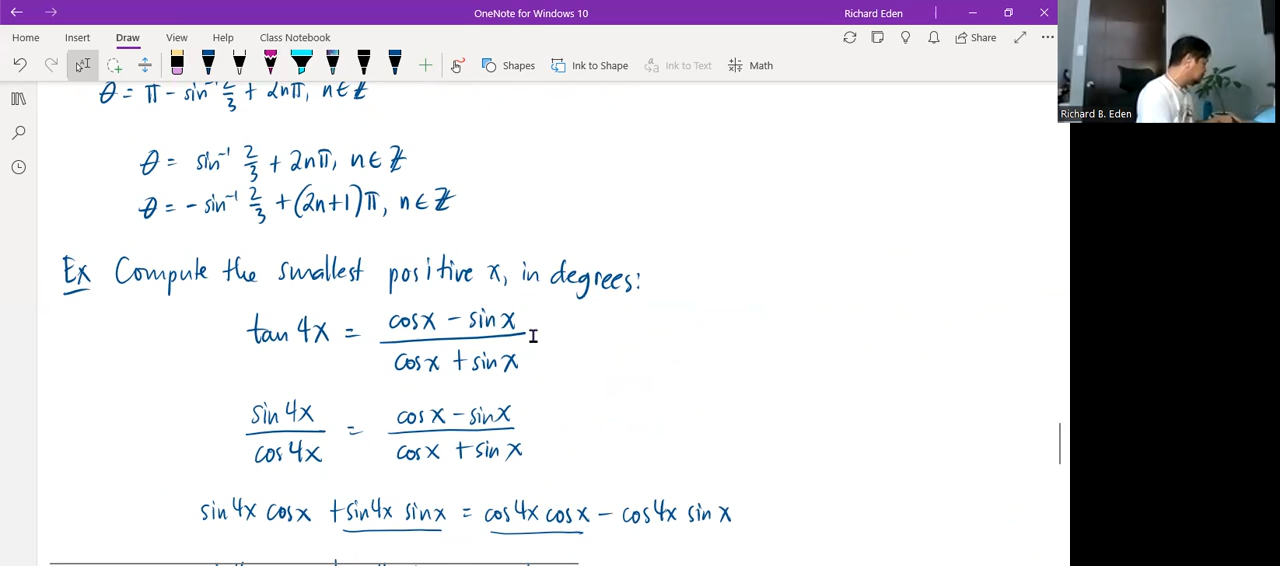 OneNote for Windows 10
Richard Eden
Home Insert Draw View Help Class Notebook
Share
Shapes Ink to Shape Ink to Text Math
Richard B. Eden
θ = π - sin⁻¹ 2/3 + 2nπ, n ∈ ℤ
θ = sin⁻¹ 2/3 + 2nπ, n ∈ ℤ
θ = - sin⁻¹ 2/3 + (2n+1)π, n ∈ ℤ
Ex Compute the smallest positive x, in degrees:
tan 4x = (cos x - sin x)/(cos x + sin x)
sin 4x/cos 4x = (cos x - sin x)/(cos x + sin x)
sin 4x cos x + sin 4x sin x = cos 4x cos x - cos 4x sin x